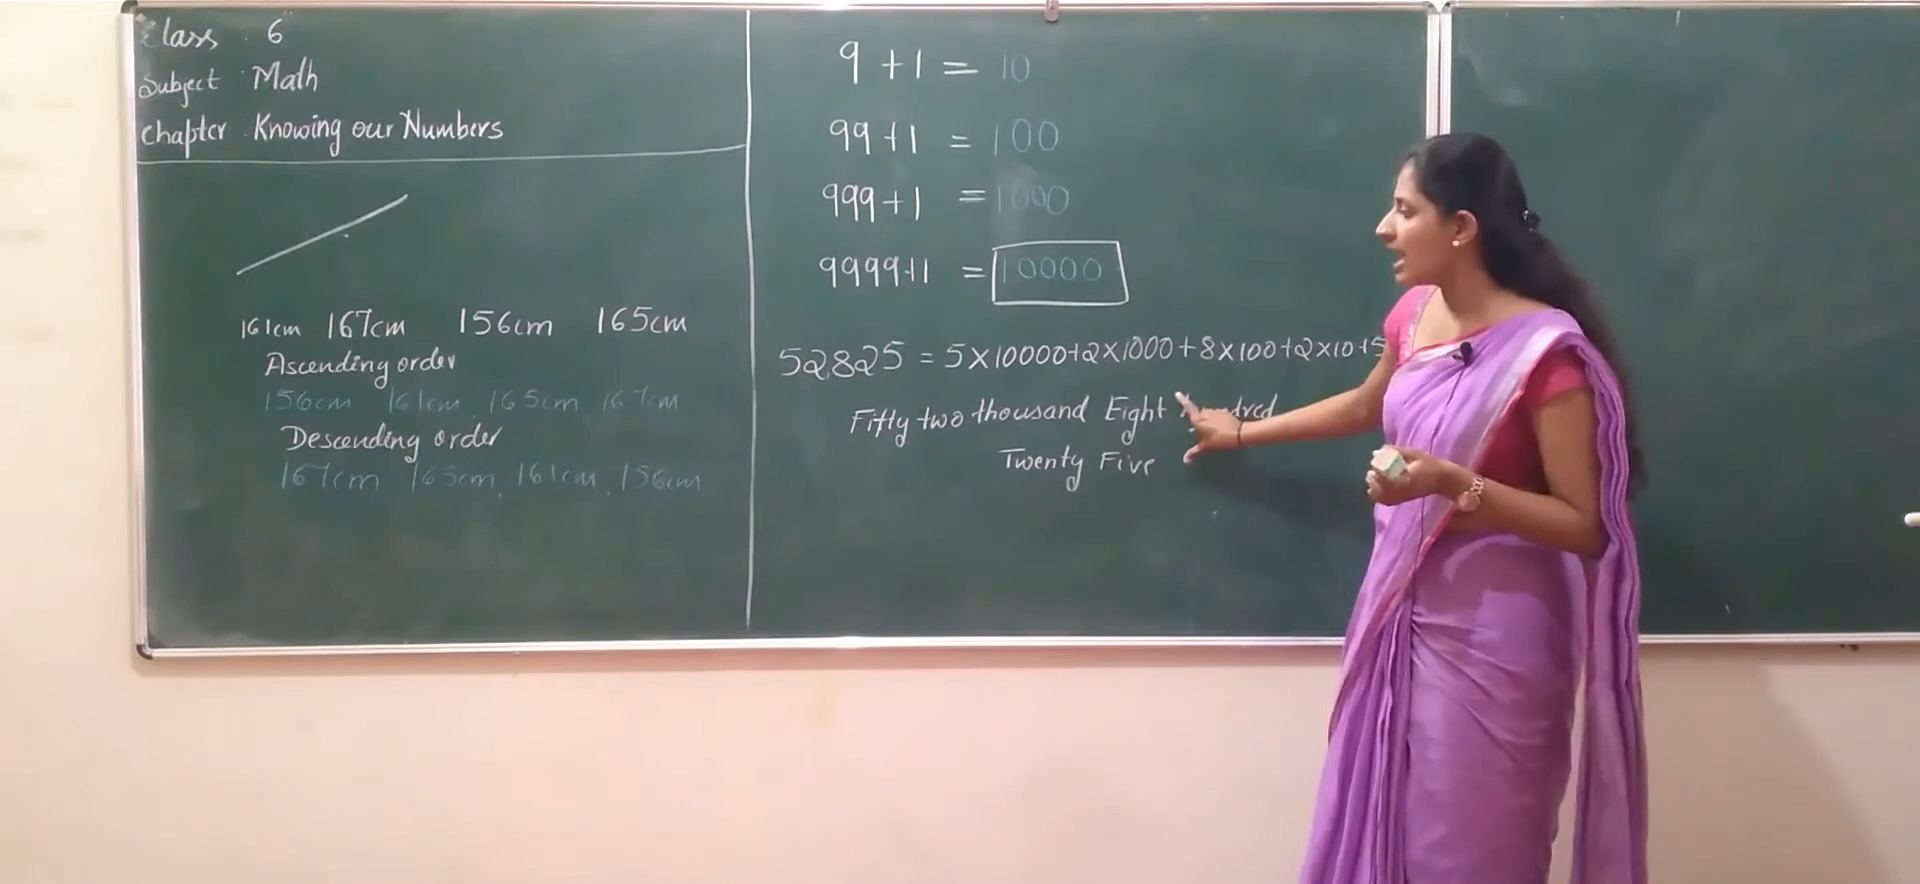 Class . 6
Subject . Math
Chapter . Knowing our Numbers
161cm 167cm 156cm 165cm
Ascending order
156cm 161cm, 165cm, 167cm
Descending order
167cm 165cm, 161cm, 156cm
9 + 1 = 10
99 + 1 = 100
999 + 1 = 1000
9999+1 = 10000
52825 = 5×10000+2×1000+8×100+2×10+5
Fifty two thousand Eight hundred
Twenty Five